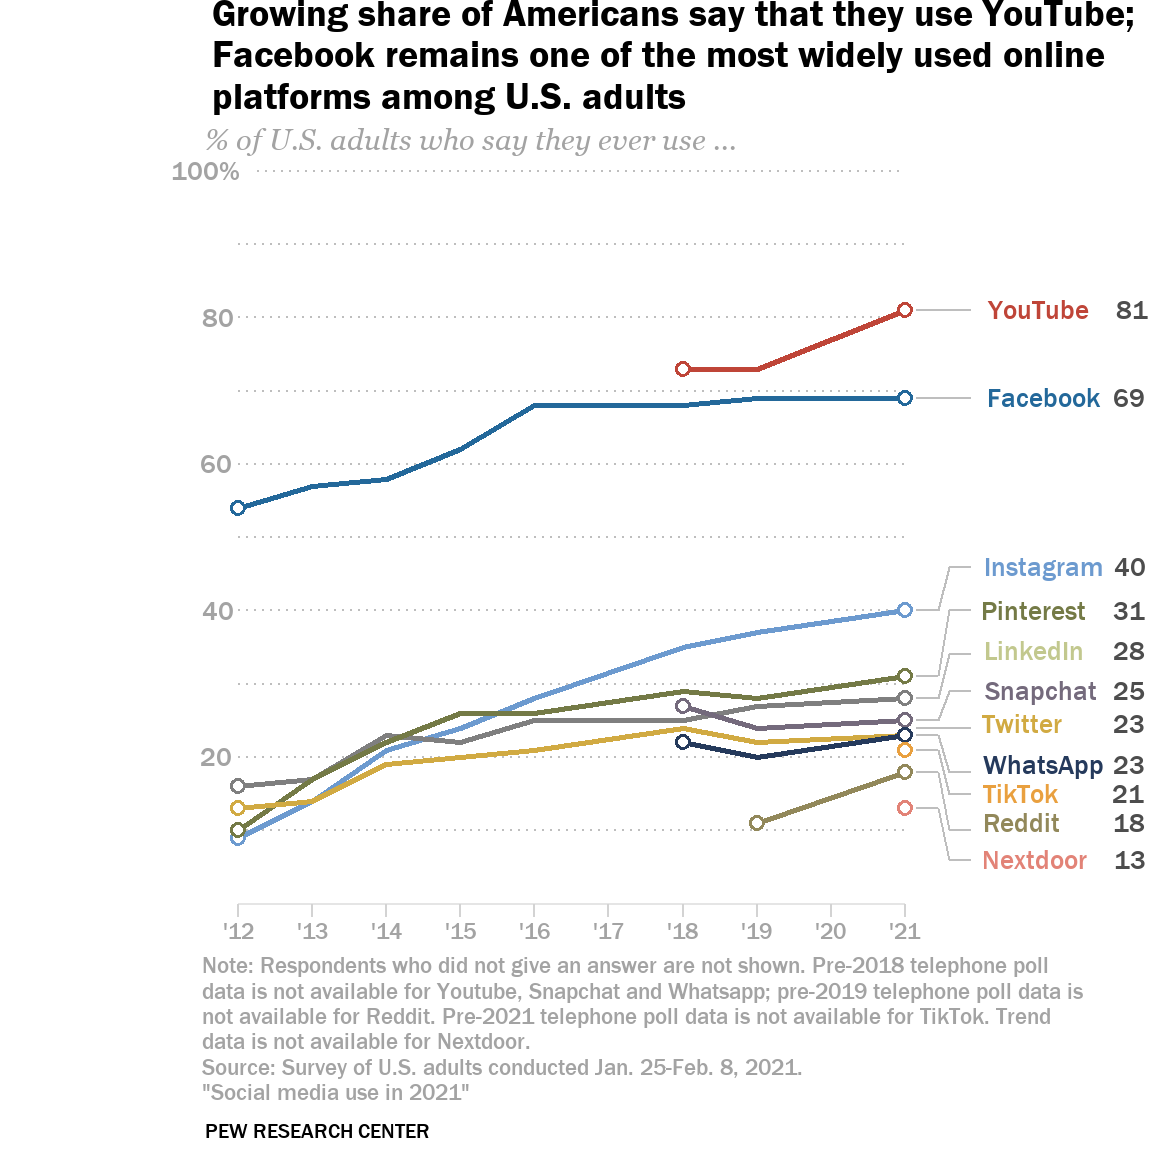 Growing share of Americans say that they use YouTube;
Facebook remains one of the most widely used online
platforms among U.S. adults
% of U.S. adults who say they ever use ...
100%
80
60
40
20
YouTube 81
Facebook 69
Instagram 40
Pinterest 31
LinkedIn 28
Snapchat 25
Twitter 23
WhatsApp 23
TikTok 21
Reddit 18
Nextdoor 13
'12 '13 '14 '15 '16 '17 '18 '19 '20 '21
Note: Respondents who did not give an answer are not shown. Pre-2018 telephone poll
data is not available for Youtube, Snapchat and Whatsapp; pre-2019 telephone poll data is
not available for Reddit. Pre-2021 telephone poll data is not available for TikTok. Trend
data is not available for Nextdoor.
Source: Survey of U.S. adults conducted Jan. 25-Feb. 8, 2021.
"Social media use in 2021"
PEW RESEARCH CENTER